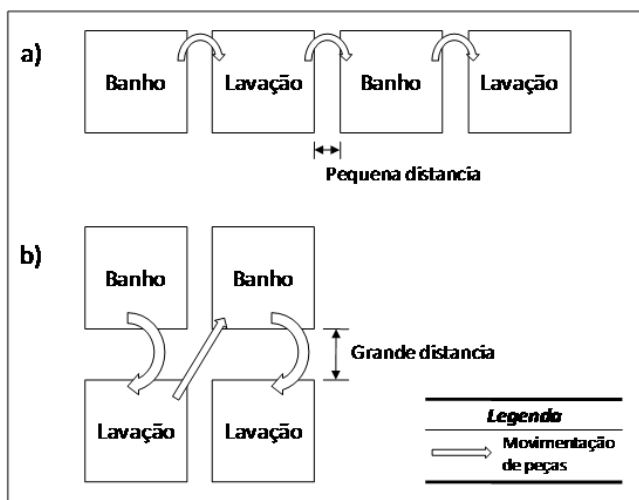 a)
Banho
Lavação
Banho
Lavação
Pequena distancia
b)
Banho
Banho
Grande distancia
Lavação
Lavação
Legenda
Movimentação
de peças